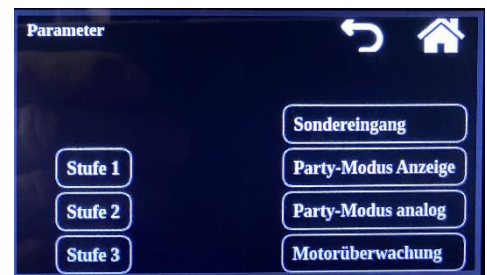 Parameter
Sondereingang
Stufe 1
Party-Modus Anzeige
Stufe 2
Party-Modus analog
Stufe 3
Motorüberwachung